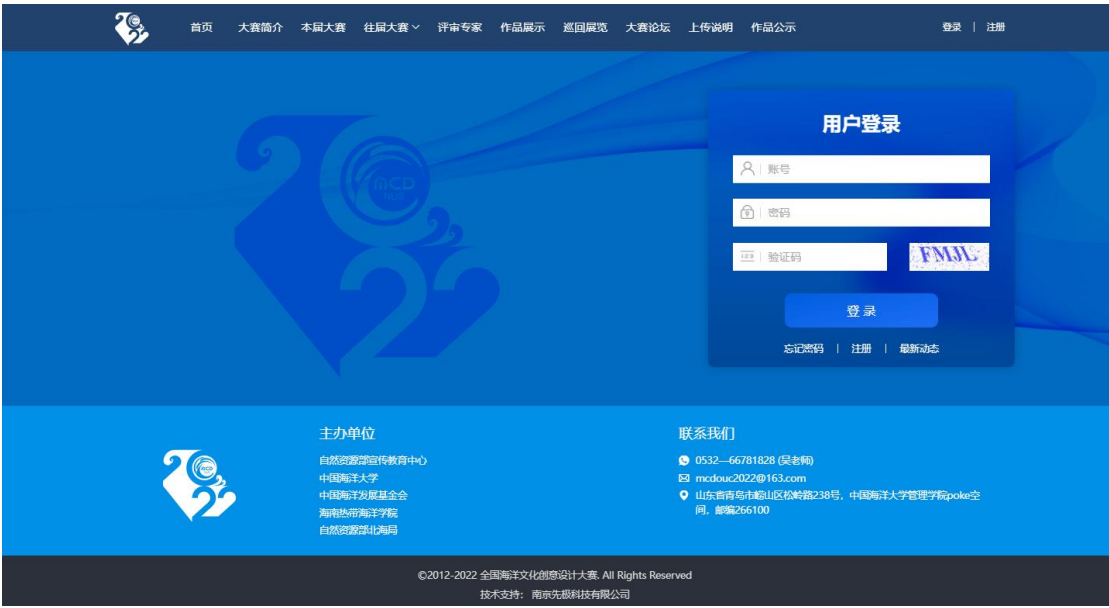 首页 大赛简介 本届大赛 往届大赛 评审专家 作品展示 巡回展览 大赛论坛 上传说明 作品公示 登录 | 注册
MCD
NUS
22
用户登录
账号
密码
验证码 FMJL
登 录
忘记密码 | 注册 | 最新动态
主办单位
自然资源部宣传教育中心
中国海洋大学
中国海洋发展基金会
海南热带海洋学院
自然资源部北海局
联系我们
0532—66781828 (吴老师)
mcdouc2022@163.com
山东省青岛市崂山区松岭路238号，中国海洋大学管理学院poke空
间，邮编266100
©2012-2022 全国海洋文化创意设计大赛. All Rights Reserved
技术支持： 南京先极科技有限公司